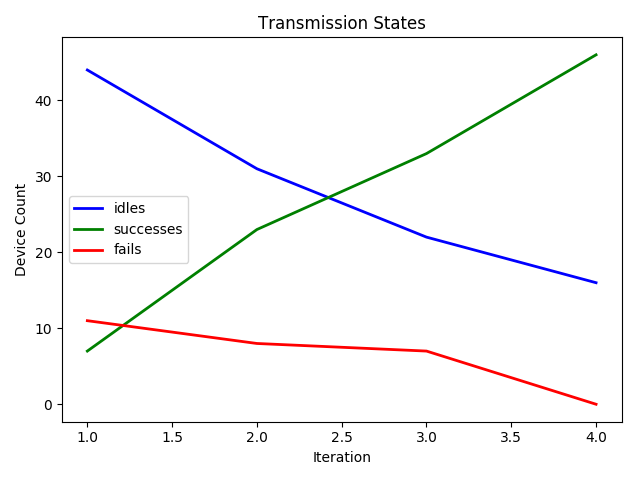 Transmission States
Device Count
40
30
20
10
0
idles
successes
fails
1.0 1.5 2.0 2.5 3.0 3.5 4.0
Iteration